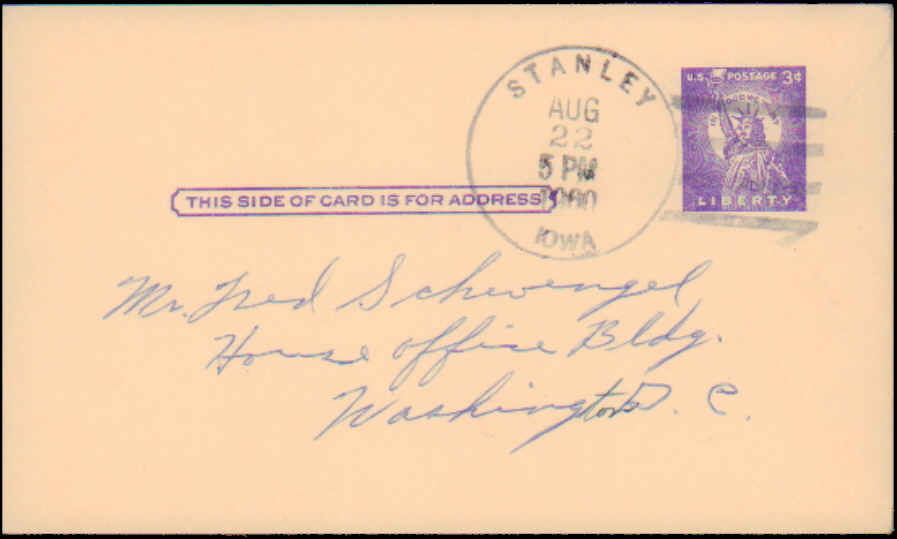 STANLEY
AUG
22
5 PM
1960
IOWA
U.S. POSTAGE 3¢
LIBERTY
THIS SIDE OF CARD IS FOR ADDRESS
Mr. Fred Schwengel
House Office Bldg.
Washington D. C.